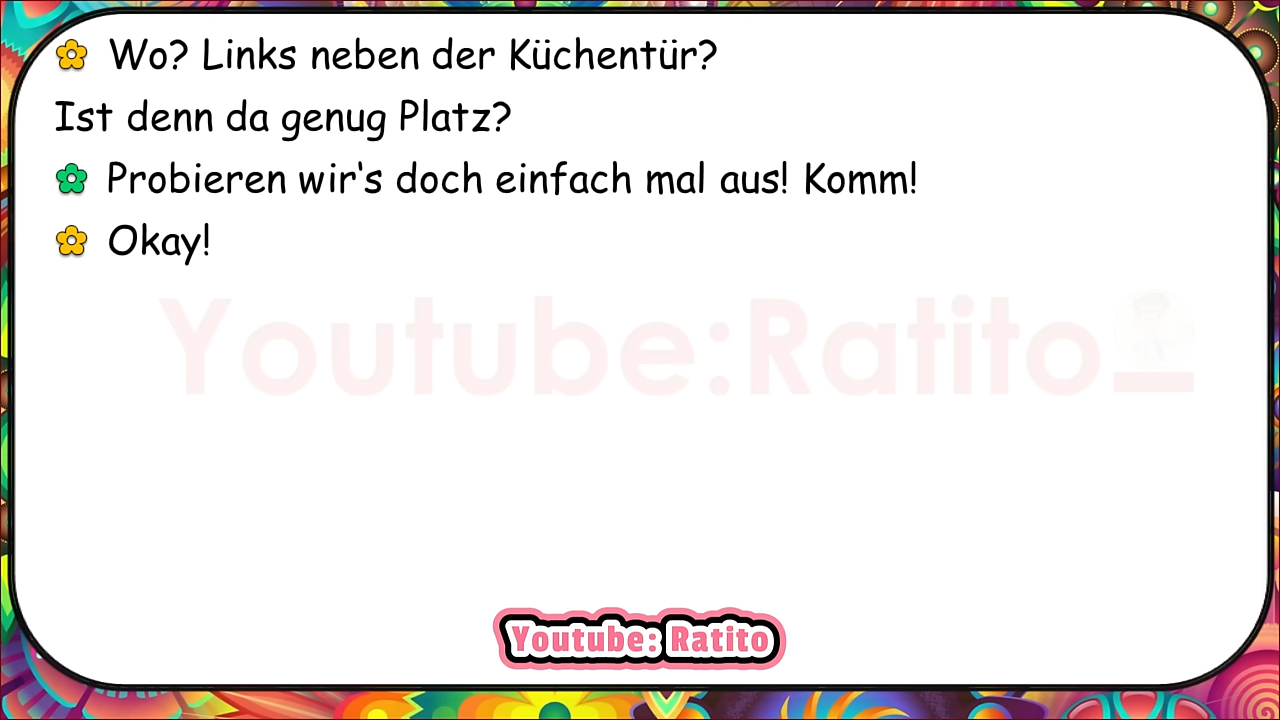 Wo? Links neben der Küchentür?
Ist denn da genug Platz?
Probieren wir‘s doch einfach mal aus! Komm!
Okay!
Youtube:Ratito
Youtube: Ratito